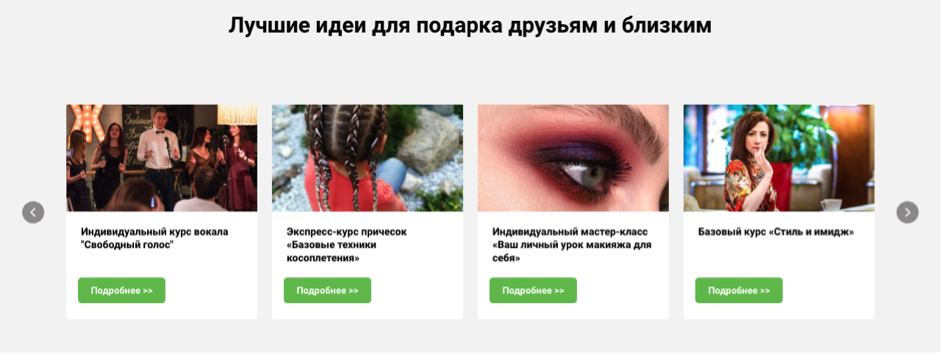 Лучшие идеи для подарка друзьям и близким
Индивидуальный курс вокала
"Свободный голос"
Подробнее >>
Экспресс-курс причесок
«Базовые техники
косоплетения»
Подробнее >>
Индивидуальный мастер-класс
«Ваш личный урок макияжа для
себя»
Подробнее >>
Базовый курс «Стиль и имидж»
Подробнее >>